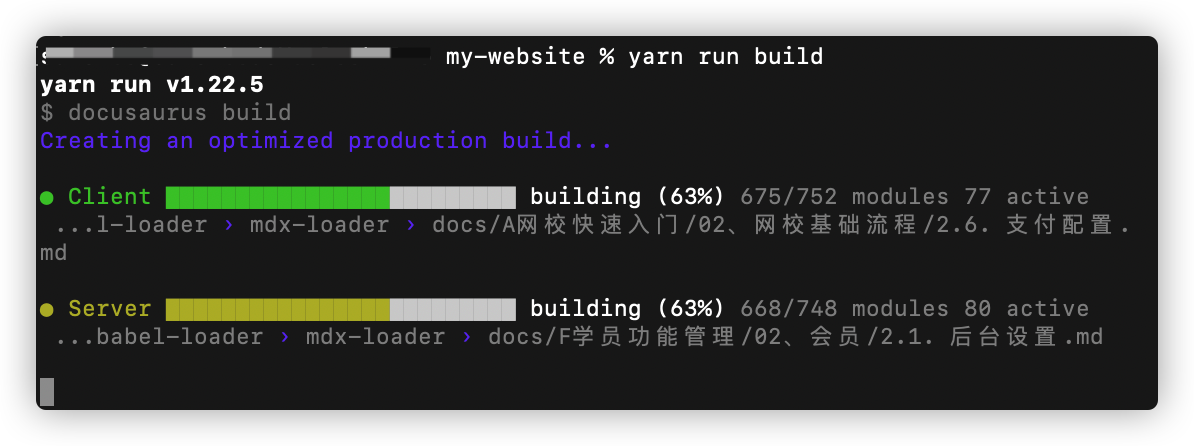 my-website % yarn run build
yarn run v1.22.5
$ docusaurus build
Creating an optimized production build...
● Client building (63%) 675/752 modules 77 active
...l-loader › mdx-loader › docs/A网校快速入门/02、网校基础流程/2.6. 支付配置.
md
● Server building (63%) 668/748 modules 80 active
...babel-loader › mdx-loader › docs/F学员功能管理/02、会员/2.1. 后台设置.md